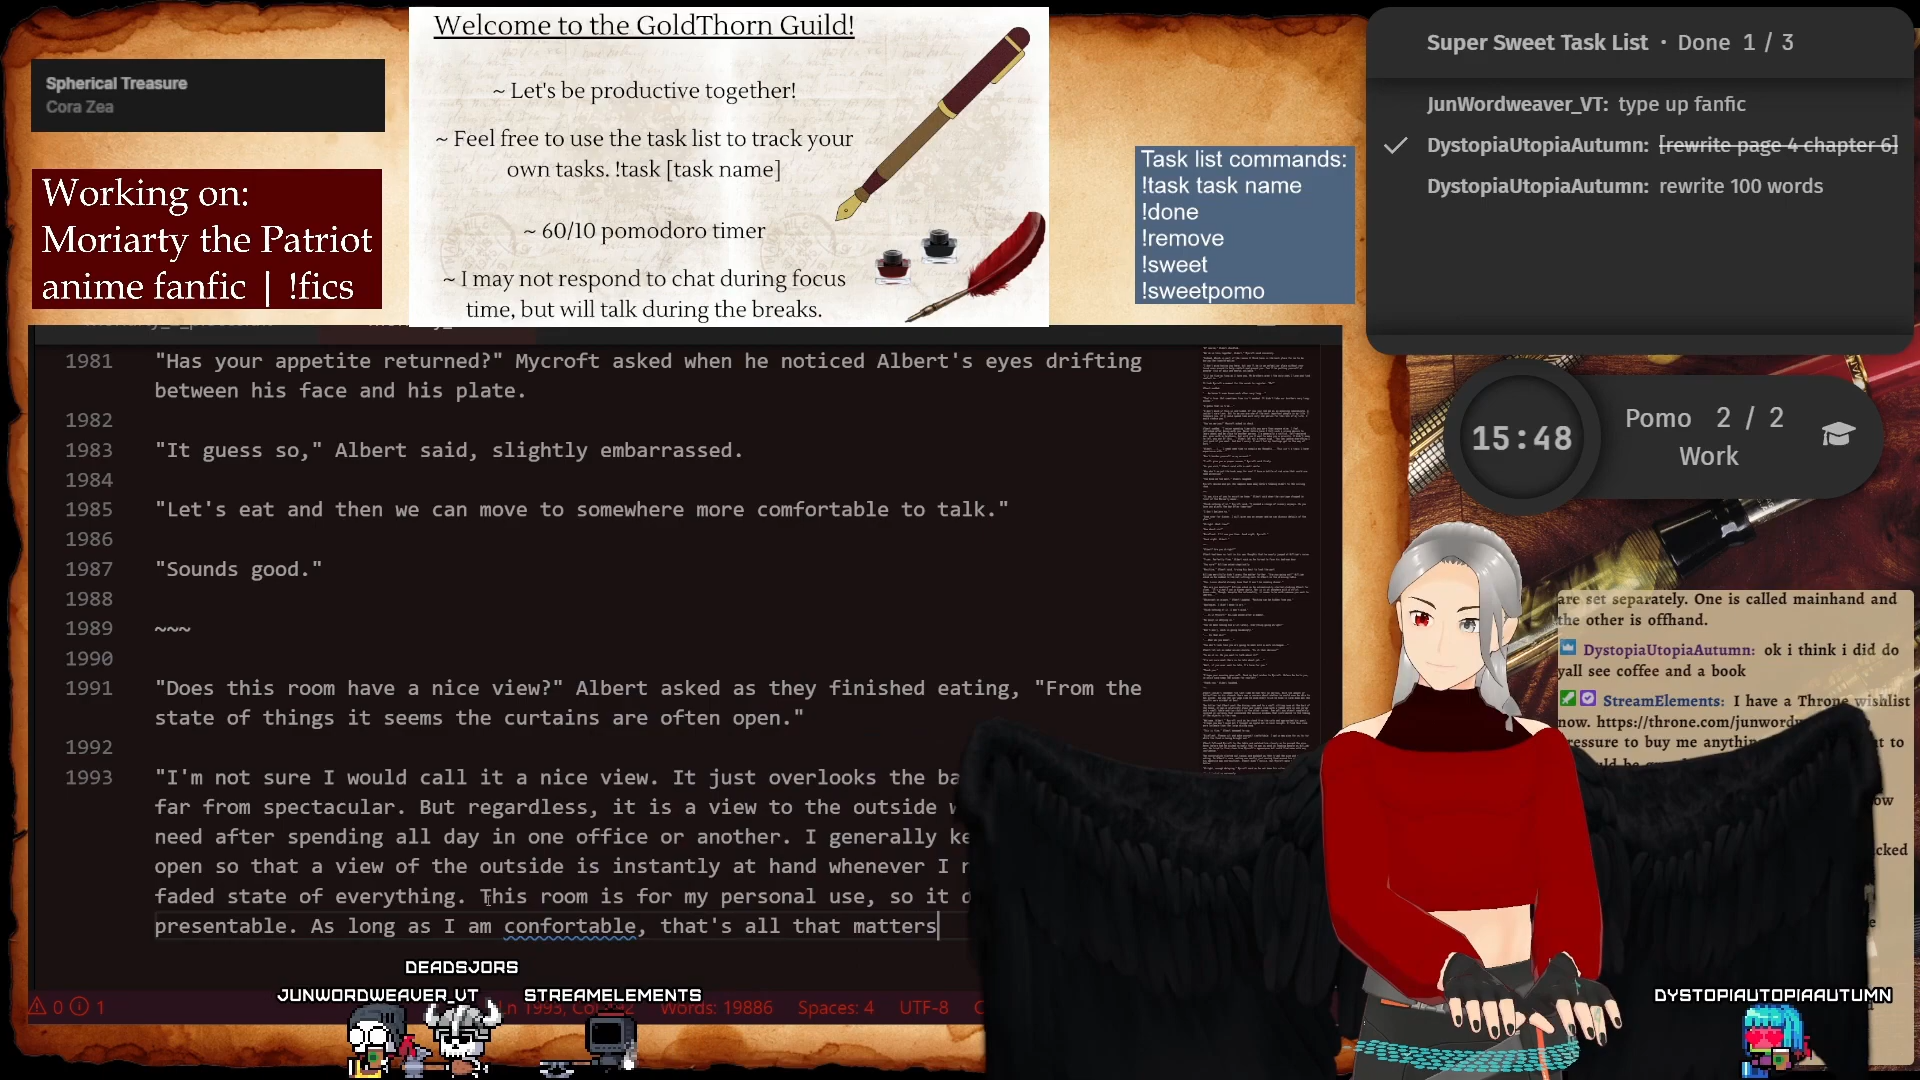 Welcome to the GoldThorn Guild!
~ Let's be productive together!
~ Feel free to use the task list to track your
own tasks. !task [task name]
~ 60/10 pomodoro timer
~ I may not respond to chat during focus
time, but will talk during the breaks.
Spherical Treasure
Cora Zea
Working on:
Moriarty the Patriot
anime fanfic | !fics
Task list commands:
!task task name
!done
!remove
!sweet
!sweetpomo
Super Sweet Task List · Done 1 / 3
JunWordweaver_VT: type up fanfic
DystopiaUtopiaAutumn: [rewrite page 4 chapter 6]
DystopiaUtopiaAutumn: rewrite 100 words
15:48
Pomo 2 / 2
Work
1981 "Has your appetite returned?" Mycroft asked when he noticed Albert's eyes drifting
between his face and his plate.
1982
1983 "It guess so," Albert said, slightly embarrassed.
1984
1985 "Let's eat and then we can move to somewhere more comfortable to talk."
1986
1987 "Sounds good."
1988
1989 ~~~
1990
1991 "Does this room have a nice view?" Albert asked as they finished eating, "From the
state of things it seems the curtains are often open."
1992
1993 "I'm not sure I would call it a nice view. It just overlooks the
far from spectacular. But regardless, it is a view to the outside
need after spending all day in one office or another. I generally
open so that a view of the outside is instantly at hand whenever I
faded state of everything. This room is for my personal use, so it
presentable. As long as I am confortable, that's all that matters
0 1
Words: 19886 Spaces: 4 UTF-8
are set separately. One is called mainhand and
the other is offhand.
DystopiaUtopiaAutumn: ok i think i did do
yall see coffee and a book
StreamElements: I have a Throne wishlist
now.
to buy me
DEADSJORS
JUNWORDWEAVER_VT
STREAMELEMENTS
DYSTOPIAUTOPIAAUTUMN